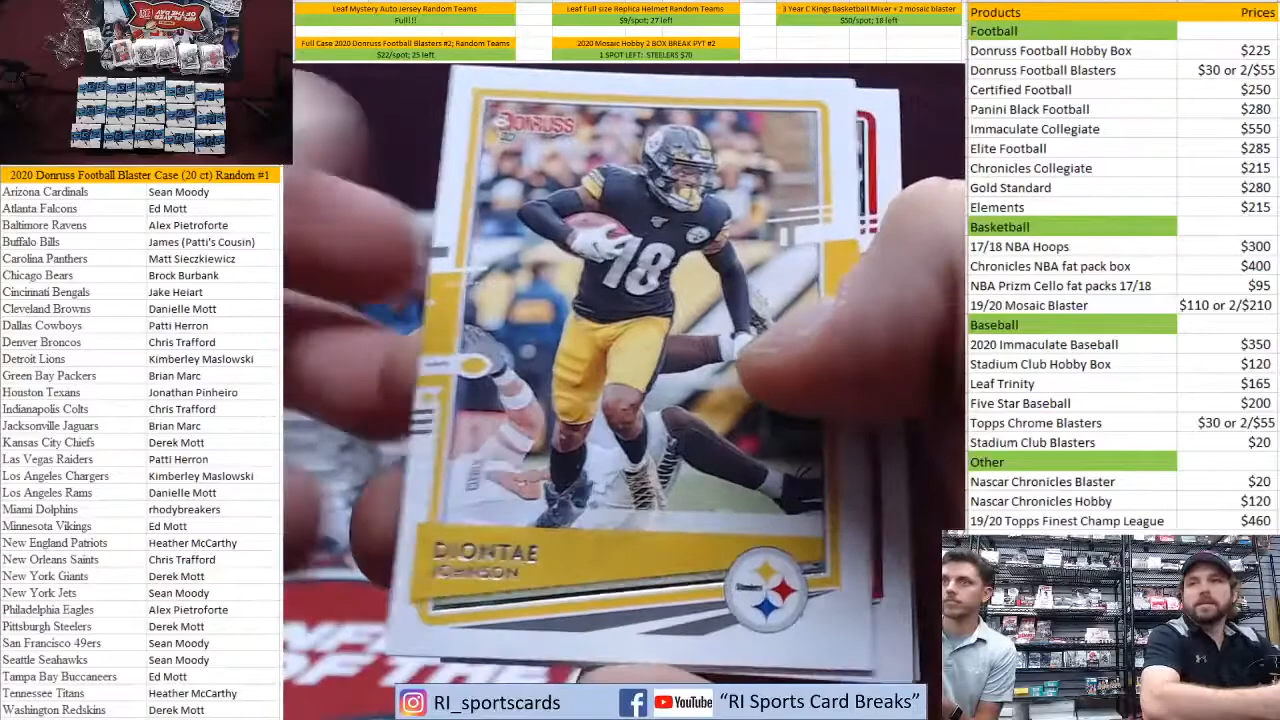 Leaf Mystery Auto Jersey Random Teams
Full!!!
Leaf Full size Replica Helmet Random Teams
$9/spot; 27 left
3 Year C Kings Basketball Mixer + 2 mosaic blaster
$50/spot; 18 left
Full Case 2020 Donruss Football Blasters #2; Random Teams
$22/spot; 25 left
2020 Mosaic Hobby 2 BOX BREAK PYT #2
1 SPOT LEFT: STEELERS $70
2020 Donruss Football Blaster Case (20 ct) Random #1
Arizona Cardinals Sean Moody
Atlanta Falcons Ed Mott
Baltimore Ravens Alex Pietroforte
Buffalo Bills James (Patti's Cousin)
Carolina Panthers Matt Sieczkiewicz
Chicago Bears Brock Burbank
Cincinnati Bengals Jake Heiart
Cleveland Browns Danielle Mott
Dallas Cowboys Patti Herron
Denver Broncos Chris Trafford
Detroit Lions Kimberley Maslowski
Green Bay Packers Brian Marc
Houston Texans Jonathan Pinheiro
Indianapolis Colts Chris Trafford
Jacksonville Jaguars Brian Marc
Kansas City Chiefs Derek Mott
Las Vegas Raiders Patti Herron
Los Angeles Chargers Kimberley Maslowski
Los Angeles Rams Danielle Mott
Miami Dolphins rhodybreakers
Minnesota Vikings Ed Mott
New England Patriots Heather McCarthy
New Orleans Saints Chris Trafford
New York Giants Derek Mott
New York Jets Sean Moody
Philadelphia Eagles Alex Pietroforte
Pittsburgh Steelers Derek Mott
San Francisco 49ers Sean Moody
Seattle Seahawks Sean Moody
Tampa Bay Buccaneers Ed Mott
Tennessee Titans Heather McCarthy
Washington Redskins Derek Mott
DONRUSS
18
DIONTAE
JOHNSON
Steelers
Products Prices
Football
Donruss Football Hobby Box $225
Donruss Football Blasters $30 or 2/$55
Certified Football $250
Panini Black Football $280
Immaculate Collegiate $550
Elite Football $285
Chronicles Collegiate $215
Gold Standard $280
Elements $215
Basketball
17/18 NBA Hoops $300
Chronicles NBA fat pack box $400
NBA Prizm Cello fat packs 17/18 $95
19/20 Mosaic Blaster $110 or 2/$210
Baseball
2020 Immaculate Baseball $350
Stadium Club Hobby Box $120
Leaf Trinity $165
Five Star Baseball $200
Topps Chrome Blasters $30 or 2/$55
Stadium Club Blasters $20
Other
Nascar Chronicles Blaster $20
Nascar Chronicles Hobby $120
19/20 Topps Finest Champ League $460
RI_sportscards YouTube "RI Sports Card Breaks"